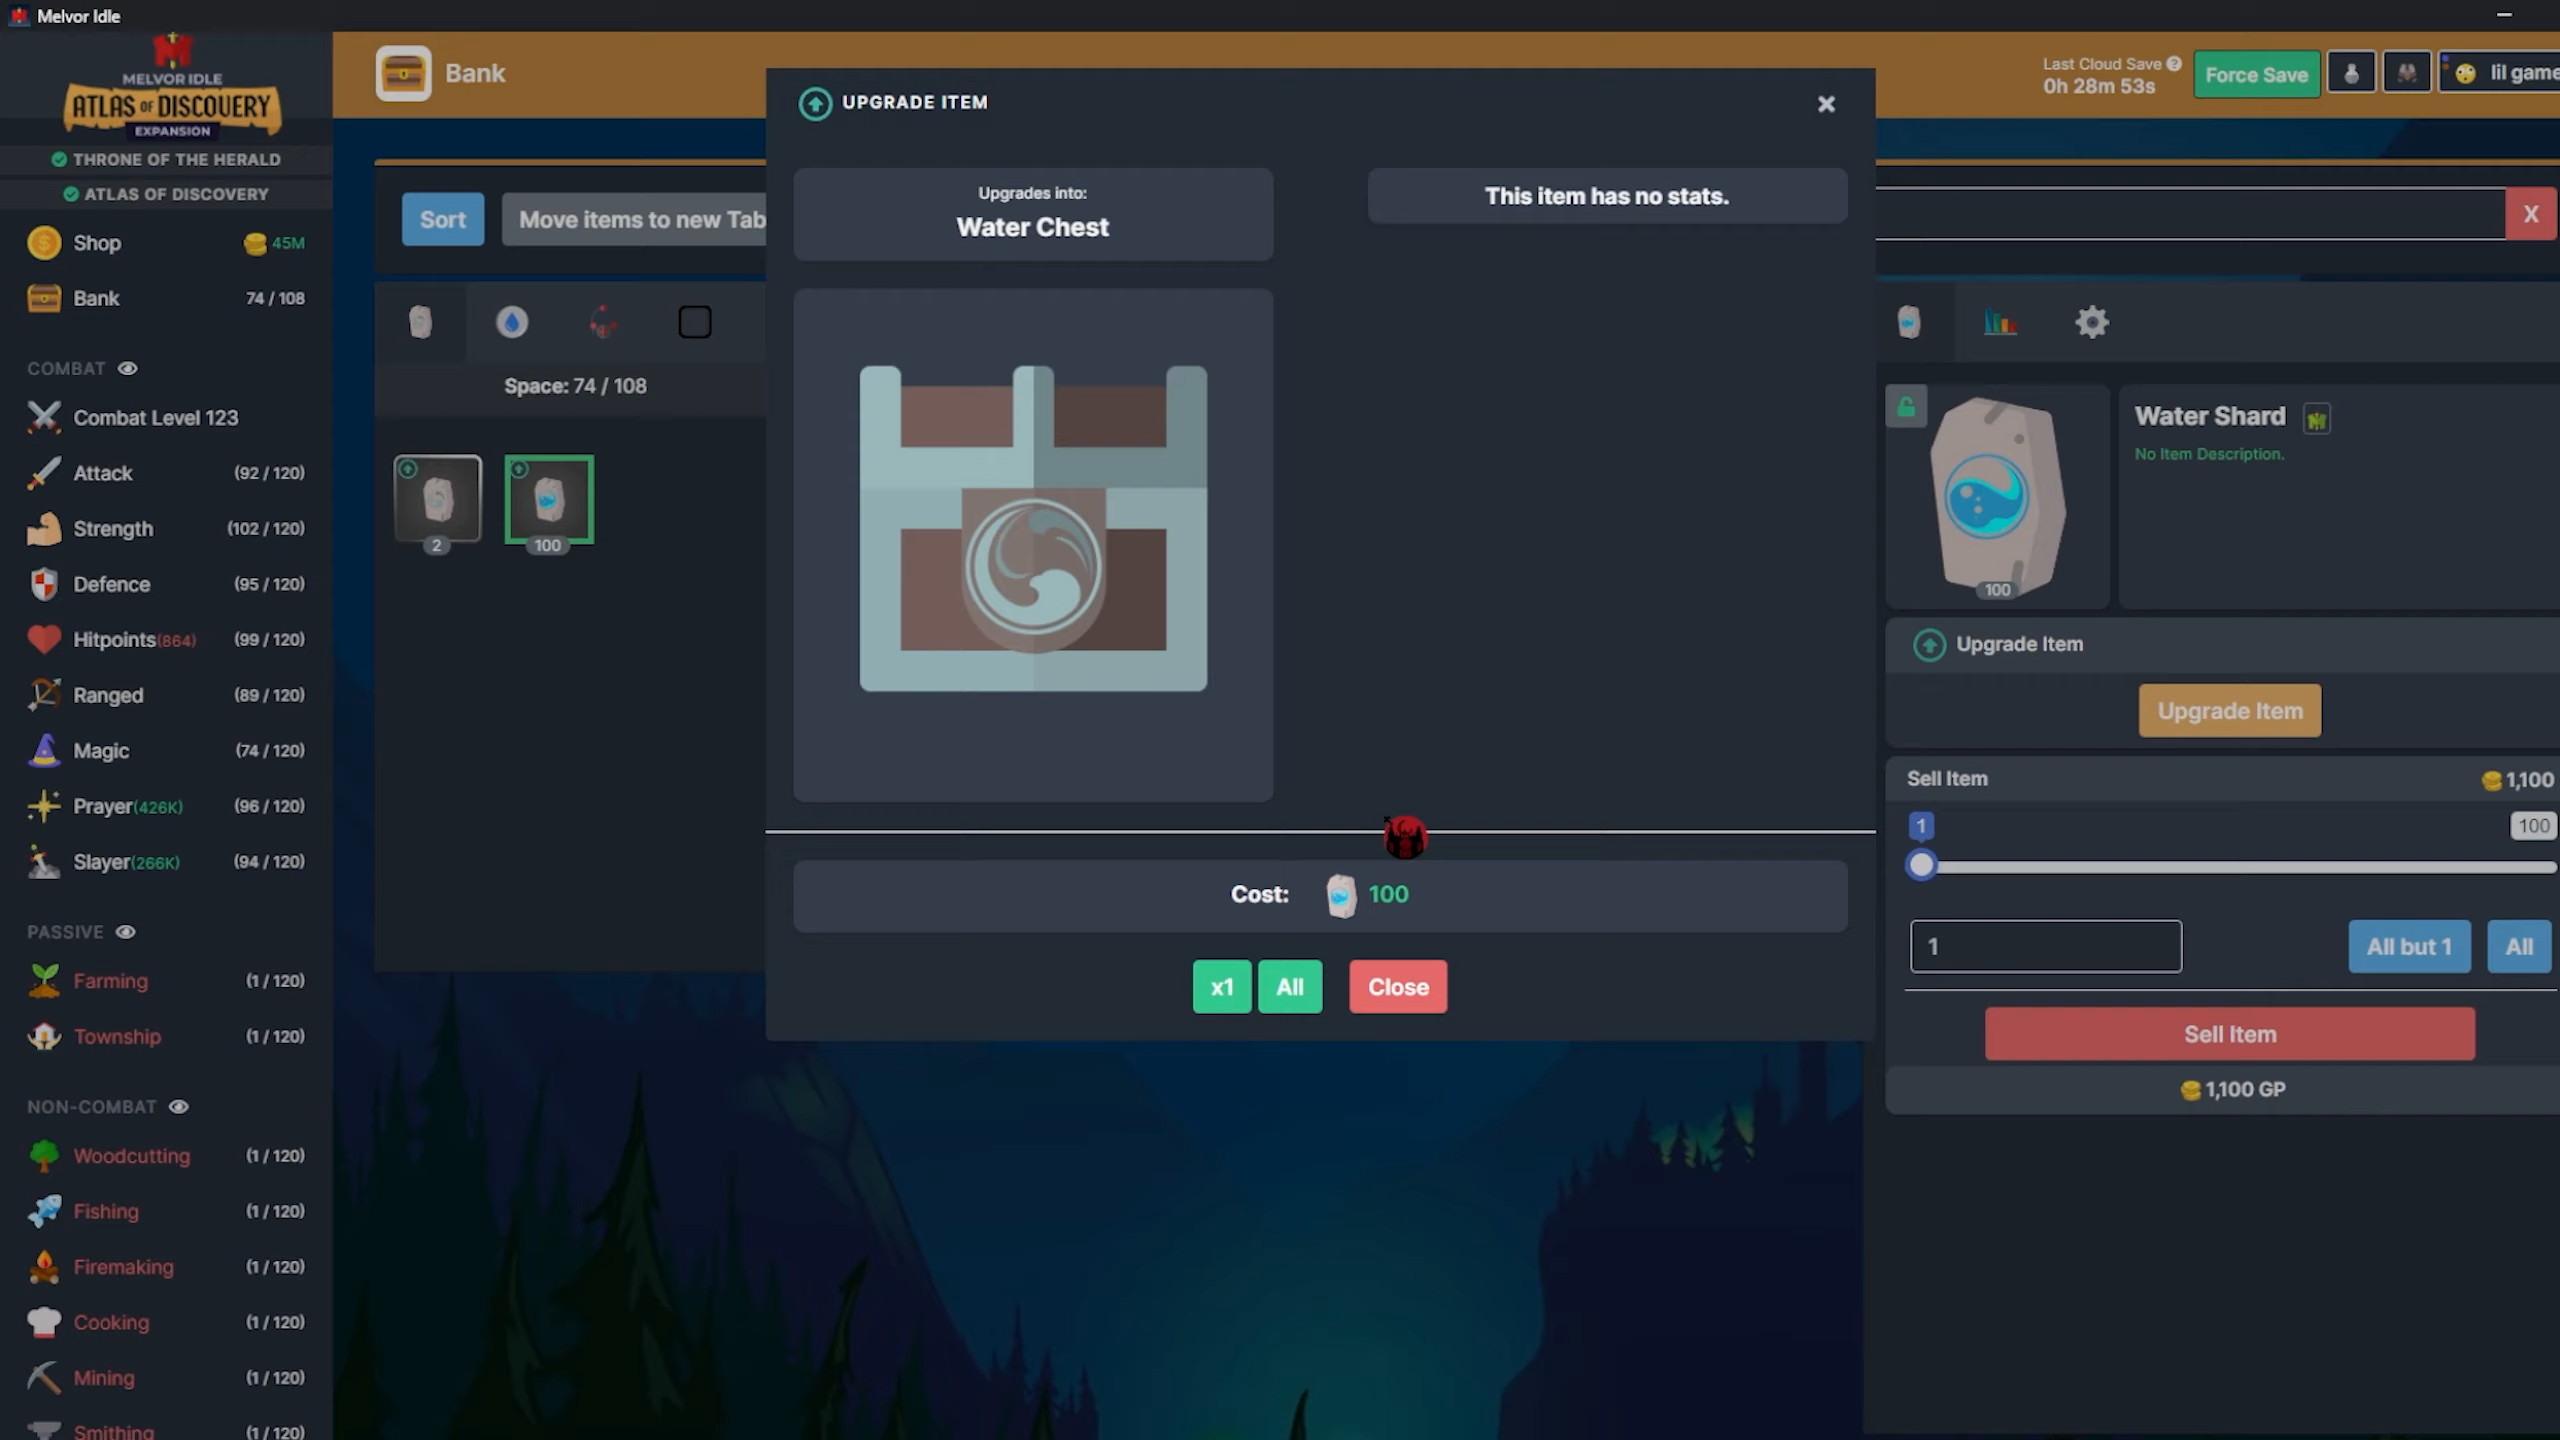 Melvor Idle
MELVOR IDLE
ATLAS OF DISCOVERY
EXPANSION
THRONE OF THE HERALD
ATLAS OF DISCOVERY
Shop 45M
Bank 74 / 108
COMBAT
Combat Level 123
Attack (92 / 120)
Strength (102 / 120)
Defence (95 / 120)
Hitpoints(864) (99 / 120)
Ranged (89 / 120)
Magic (74 / 120)
Prayer(426K) (96 / 120)
Slayer(266K) (94 / 120)
PASSIVE
Farming (1 / 120)
Township (1 / 120)
NON-COMBAT
Woodcutting (1 / 120)
Fishing (1 / 120)
Firemaking (1 / 120)
Cooking (1 / 120)
Mining (1 / 120)
Smithing (1 / 120)
Bank
Last Cloud Save
0h 28m 53s
Force Save
lil game
Sort
Move items to new Tab
Space: 74 / 108
2
100
UPGRADE ITEM
Upgrades into:
Water Chest
This item has no stats.
Cost: 100
x1 All Close
X
Water Shard
No Item Description.
100
Upgrade Item
Upgrade Item
Sell Item 1,100
1 100
1 All but 1 All
Sell Item
1,100 GP